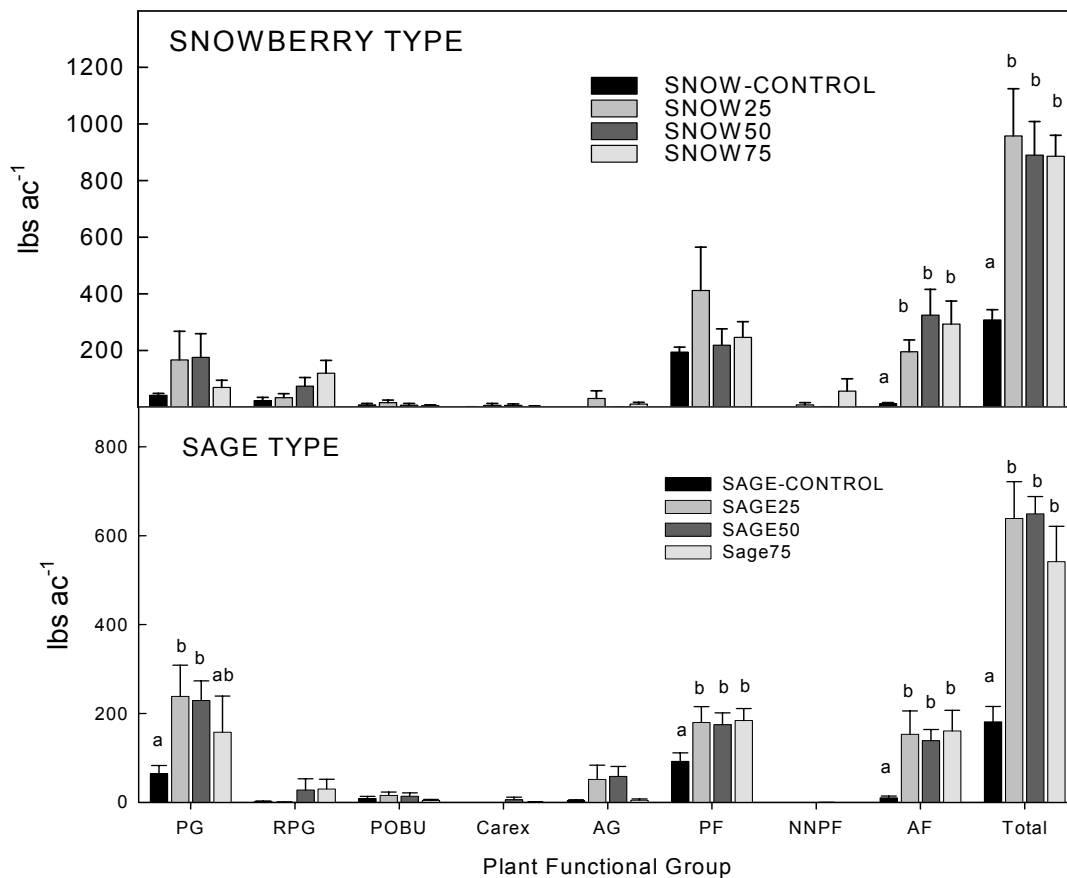 SNOWBERRY TYPE
SNOW-CONTROL
SNOW25
SNOW50
SNOW75
lbs ac⁻¹
1200
1000
800
600
400
200
b b b
a
b b b
a
SAGE TYPE
SAGE-CONTROL
SAGE25
SAGE50
Sage75
lbs ac⁻¹
800
600
400
200
0
a b b ab
a b b b
a b b b
a b b b
PG RPG POBU Carex AG PF NNPF AF Total
Plant Functional Group